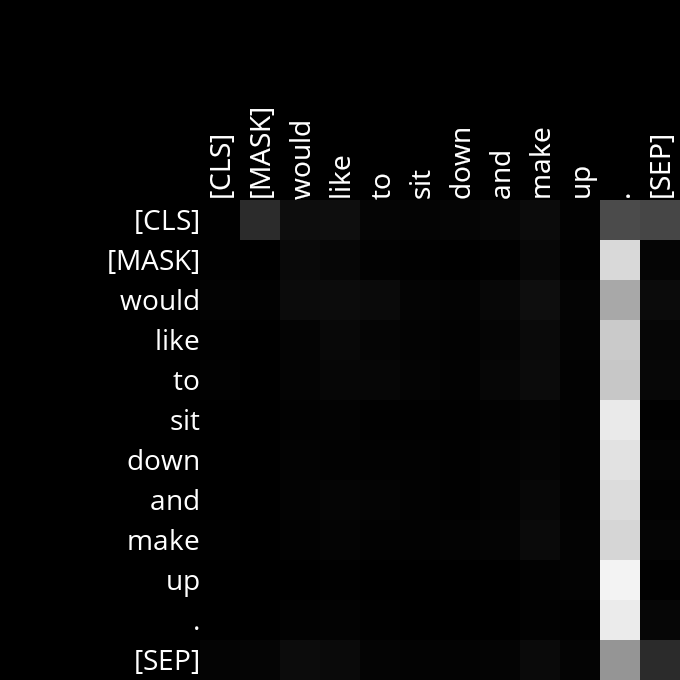 [CLS] [MASK] would like to sit down and make up . [SEP]
[CLS]
[MASK]
would
like
to
sit
down
and
make
up
.
[SEP]